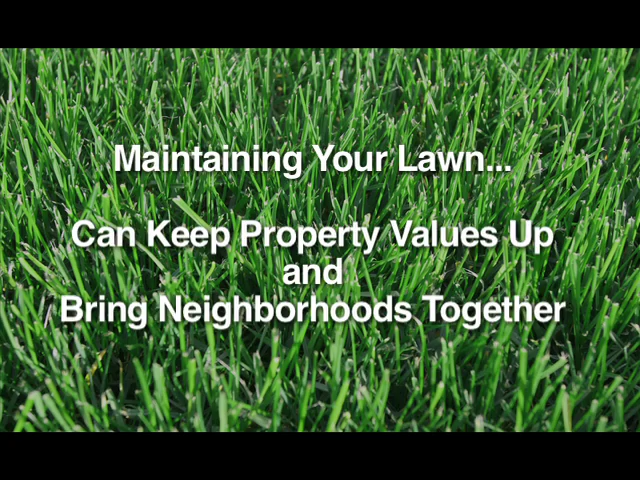 Maintaining Your Lawn...
Can Keep Property Values Up
and
Bring Neighborhoods Together